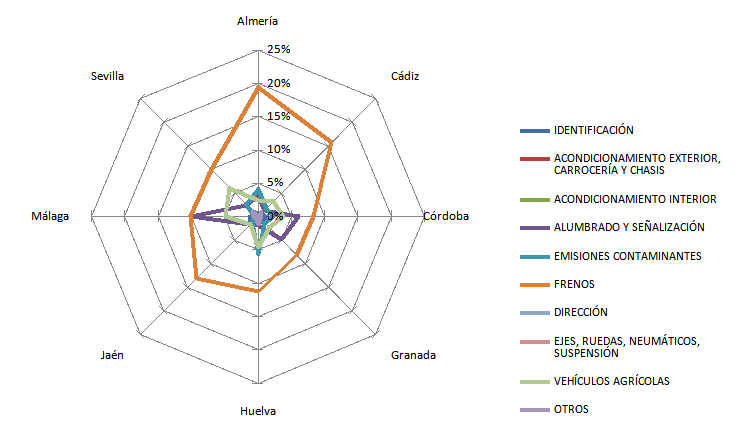 Almería
25%
Sevilla
Cádiz
20%
15%
10%
5%
Málaga
0%
Córdoba
Jaén
Granada
Huelva
IDENTIFICACIÓN
ACONDICIONAMIENTO EXTERIOR,
CARROCERÍA Y CHASIS
ACONDICIONAMIENTO INTERIOR
ALUMBRADO Y SEÑALIZACIÓN
EMISIONES CONTAMINANTES
FRENOS
DIRECCIÓN
EJES, RUEDAS, NEUMÁTICOS,
SUSPENSIÓN
VEHÍCULOS AGRÍCOLAS
OTROS